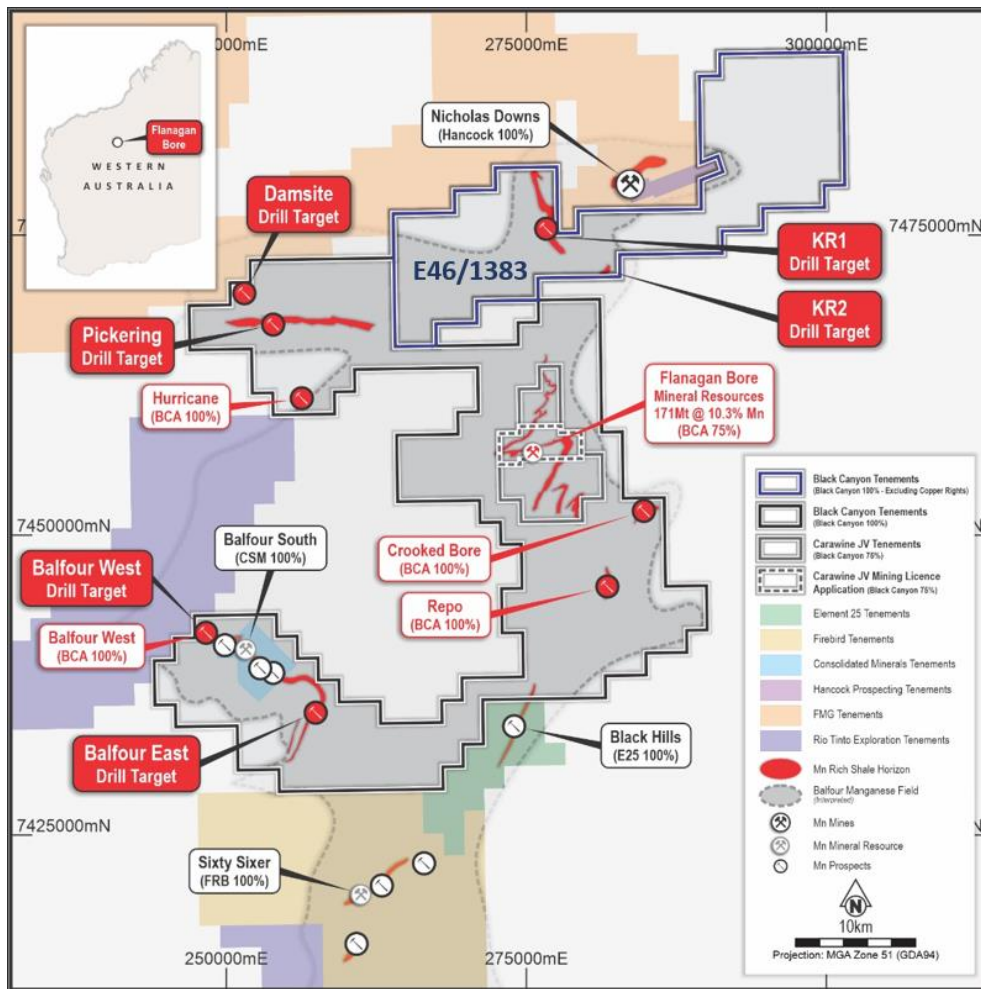 250000mE
275000mE
300000mE
Flanagan
Bore
WESTERN
AUSTRALIA
Nicholas Downs
(Hancock 100%)
Damsite
Drill Target
7475000mN
E46/1383
KR1
Drill Target
KR2
Drill Target
Pickering
Drill Target
Hurricane
(BCA 100%)
Flanagan Bore
Mineral Resources
171Mt @ 10.3% Mn
(BCA 75%)
7450000mN
Balfour South
(CSM 100%)
Crooked Bore
(BCA 100%)
Balfour West
Drill Target
Repo
(BCA 100%)
Balfour West
(BCA 100%)
Balfour East
Drill Target
Black Hills
(E25 100%)
7425000mN
Sixty Sixer
(FRB 100%)
250000mE
275000mE
Black Canyon Tenements
(Black Canyon 100% - Excluding Copper Rights)
Black Canyon Tenements
(Black Canyon 100%)
Carawine JV Tenements
(Black Canyon 75%)
Carawine JV Mining Licence
Application (Black Canyon 75%)
Element 25 Tenements
Firebird Tenements
Consolidated Minerals Tenements
Hancock Prospecting Tenements
FMG Tenements
Rio Tinto Exploration Tenements
Mn Rich Shale Horizon
Balfour Manganese Field
(Interpreted)
Mn Mines
Mn Mineral Resource
Mn Prospects
N
10km
Projection: MGA Zone 51 (GDA94)